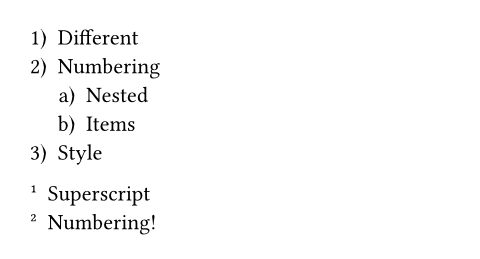 1) Different
2) Numbering
a) Nested
b) Items
3) Style
¹ Superscript
² Numbering!